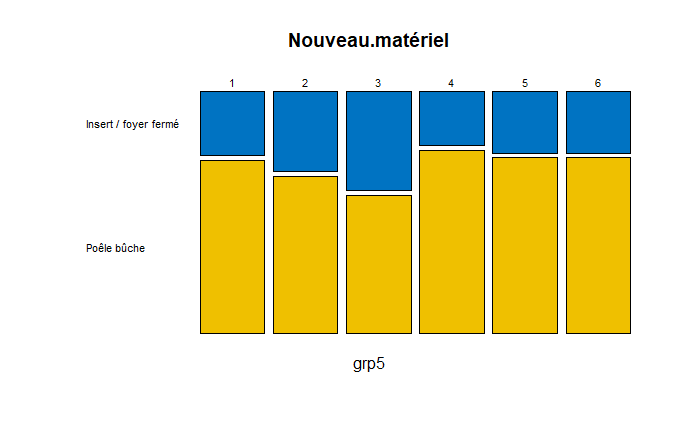 Nouveau.matériel
1 2 3 4 5 6
Insert / foyer fermé
Poêle bûche
grp5